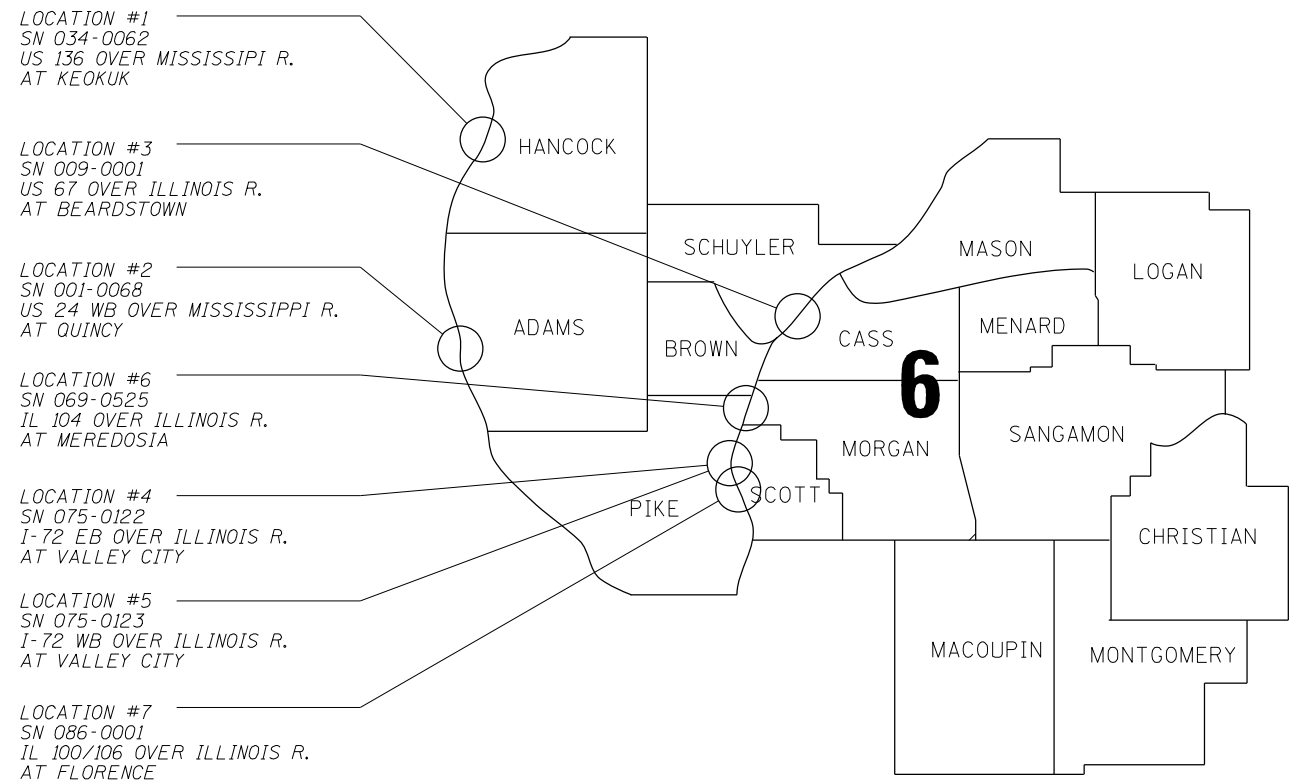 LOCATION #1
SN 034-0062
US 136 OVER MISSISSIPI R.
AT KEOKUK
LOCATION #3
SN 009-0001
US 67 OVER ILLINOIS R.
AT BEARDSTOWN
LOCATION #2
SN 001-0068
US 24 WB OVER MISSISSIPPI R.
AT QUINCY
LOCATION #6
SN 069-0525
IL 104 OVER ILLINOIS R.
AT MEREDOSIA
LOCATION #4
SN 075-0122
I-72 EB OVER ILLINOIS R.
AT VALLEY CITY
LOCATION #5
SN 075-0123
I-72 WB OVER ILLINOIS R.
AT VALLEY CITY
LOCATION #7
SN 086-0001
IL 100/106 OVER ILLINOIS R.
AT FLORENCE
HANCOCK
SCHUYLER
MASON
LOGAN
ADAMS
BROWN
CASS
MENARD
6
MORGAN
SANGAMON
PIKE
SCOTT
CHRISTIAN
MACOUPIN
MONTGOMERY